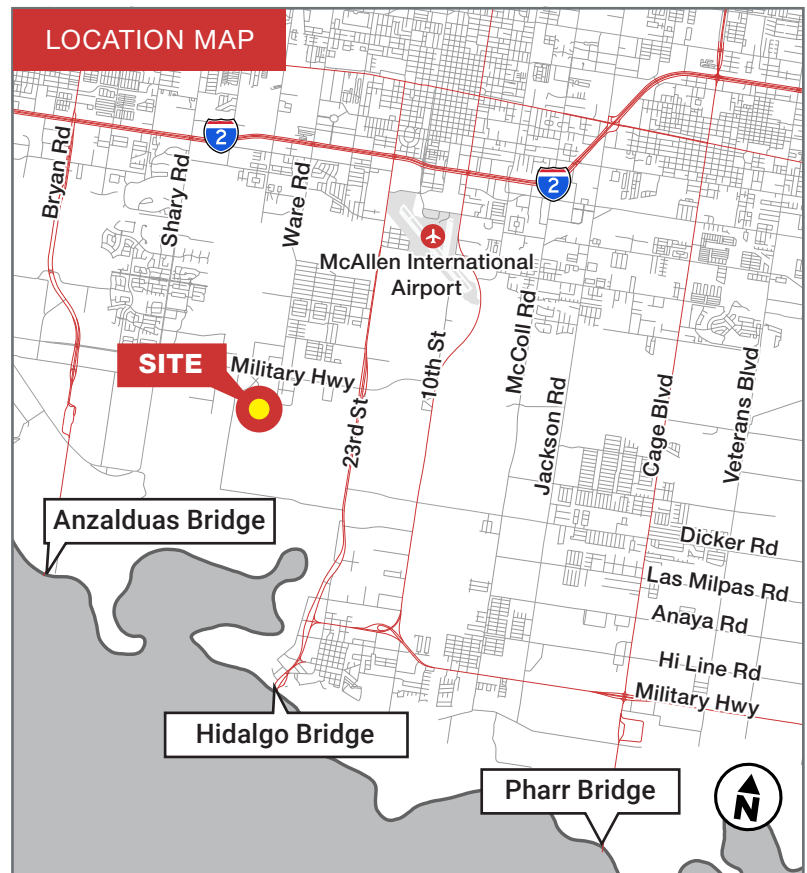 LOCATION MAP
2
2
Bryan Rd
Shary Rd
Ware Rd
McAllen International
Airport
SITE
Military Hwy
23rd St
10th St
McColl Rd
Jackson Rd
Cage Blvd
Veterans Blvd
Anzalduas Bridge
Dicker Rd
Las Milpas Rd
Anaya Rd
Hi Line Rd
Military Hwy
Hidalgo Bridge
Pharr Bridge
N